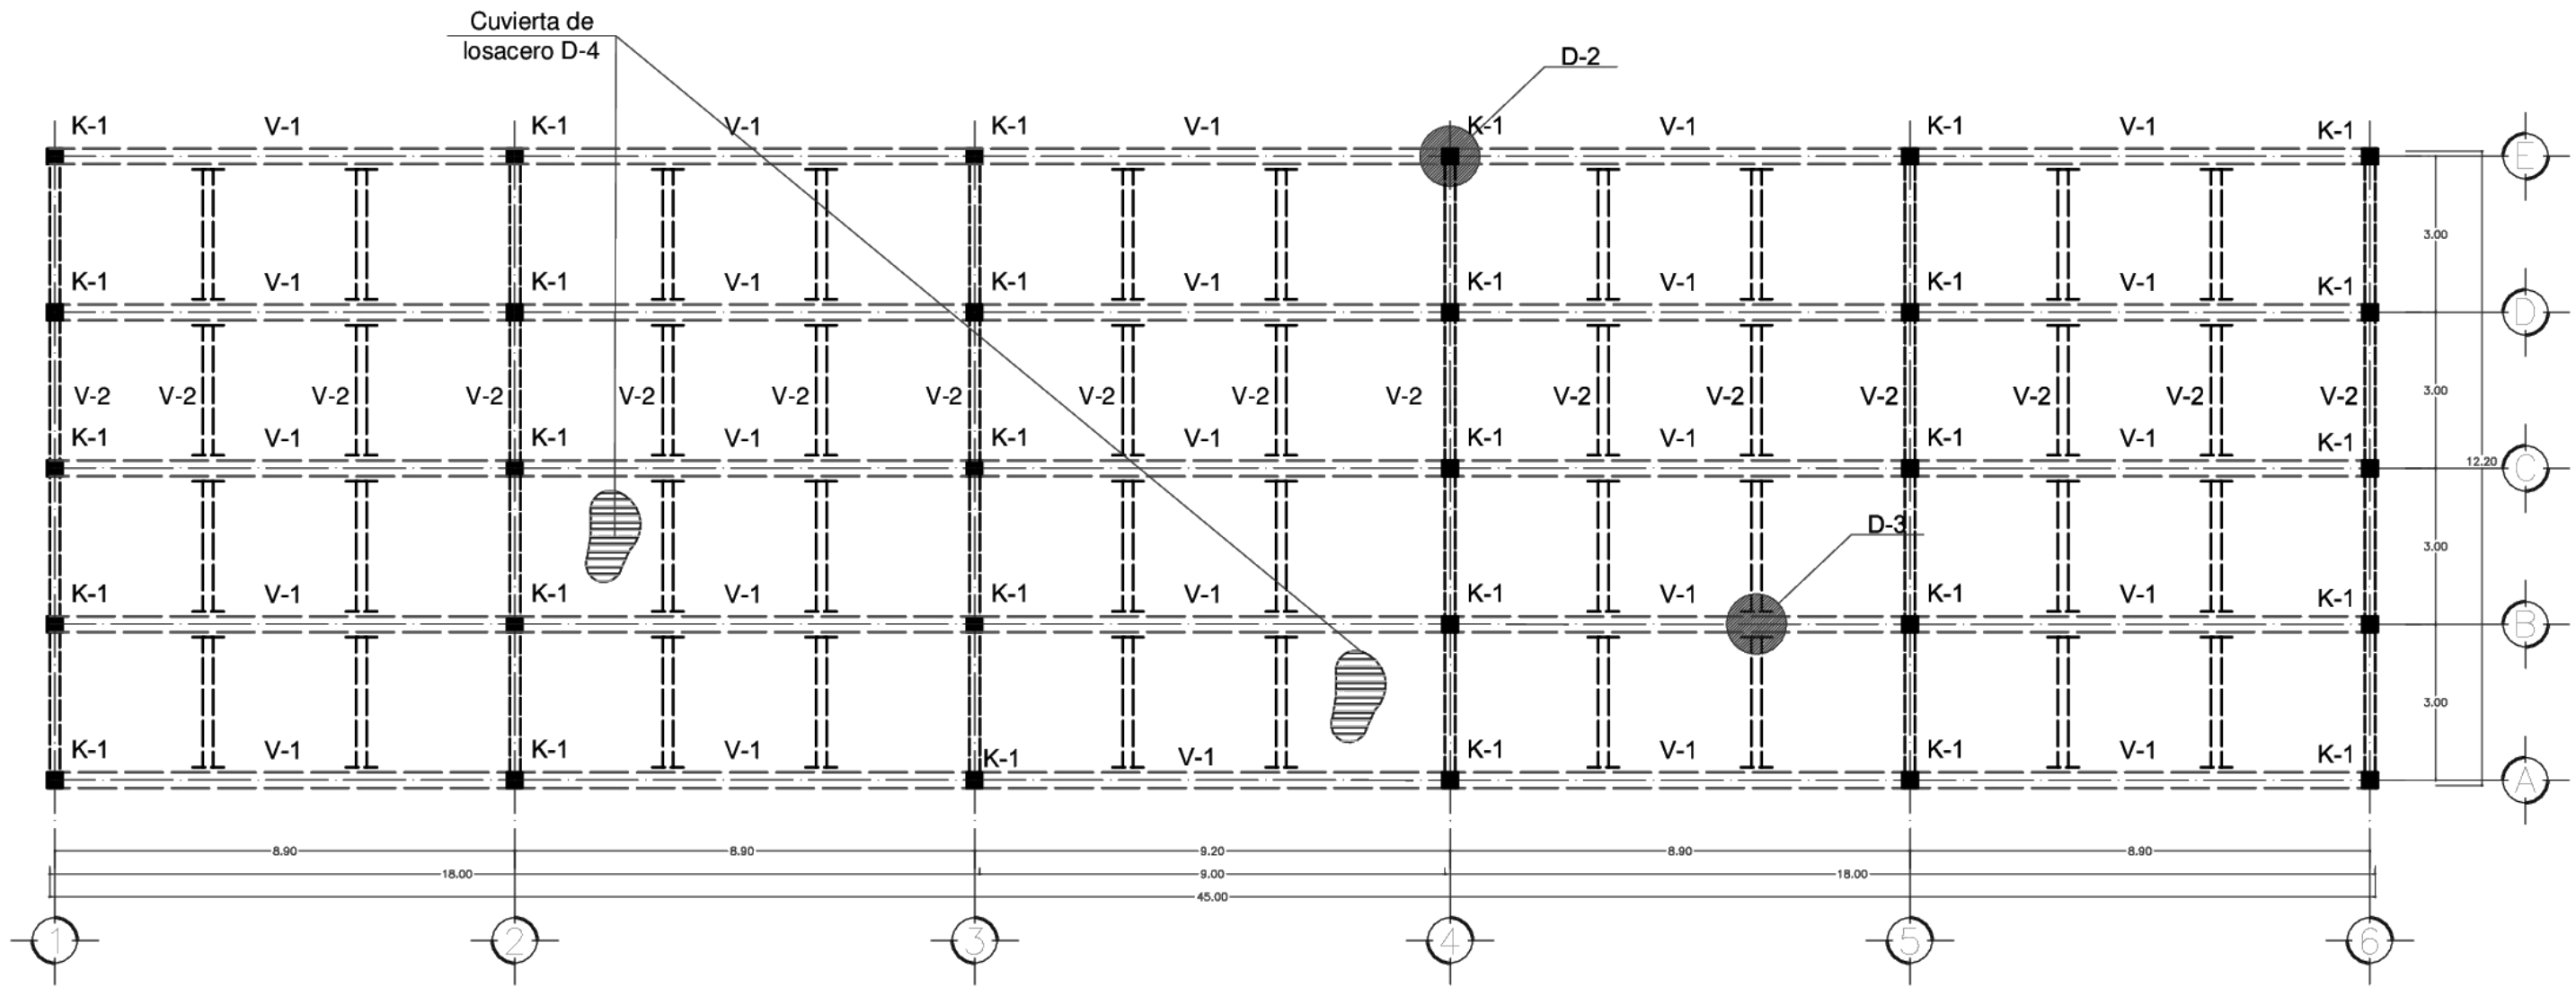 Cuvierta de
losacero D-4
D-2
K-1 V-1 K-1 V-1 K-1 V-1 K-1 V-1 K-1 V-1 K-1
E
3.00
K-1 V-1 K-1 V-1 K-1 V-1 K-1 V-1 K-1 V-1 K-1
D
V-2 V-2 V-2 V-2 V-2 V-2 V-2 V-2 V-2 V-2 V-2 V-2 V-2 V-2 V-2 V-2
3.00
K-1 V-1 K-1 V-1 K-1 V-1 K-1 V-1 K-1 V-1 K-1
12.20
C
D-3
3.00
K-1 V-1 K-1 V-1 K-1 V-1 K-1 V-1 K-1 V-1 K-1
B
3.00
K-1 V-1 K-1 V-1 K-1 V-1 K-1 V-1 K-1 V-1 K-1
A
8.90 8.90 9.20 8.90 8.90
18.00 9.00 18.00
45.00
1 2 3 4 5 6